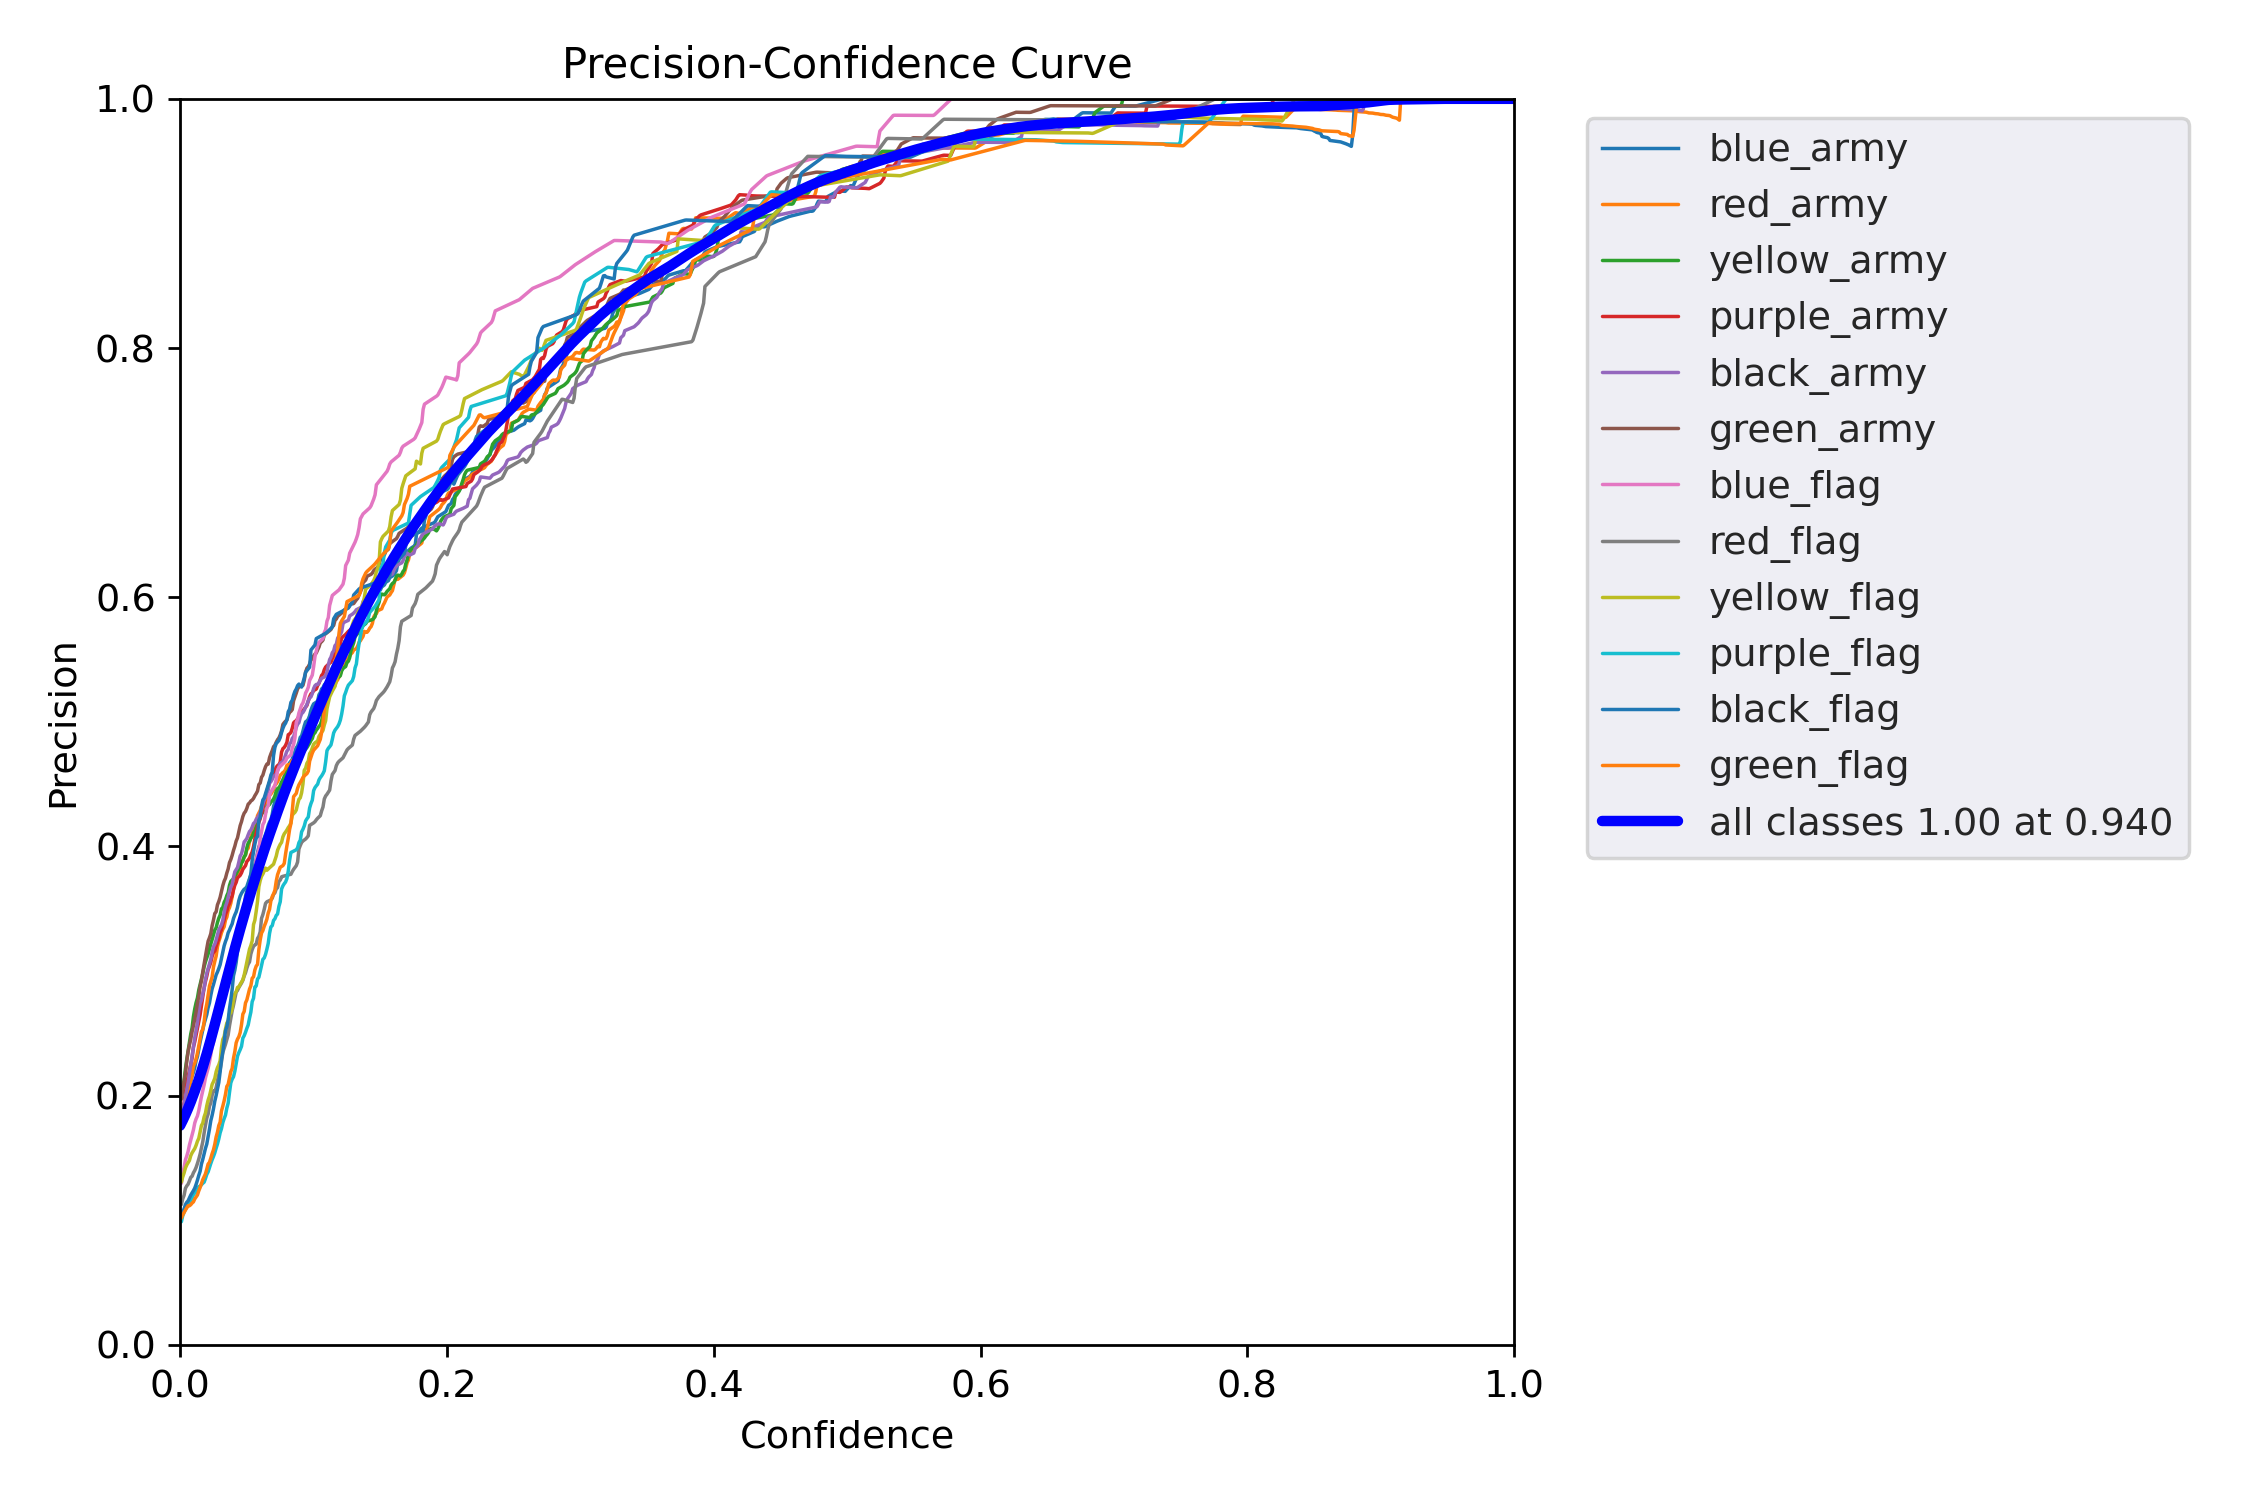 Precision-Confidence Curve
1.0
0.8
0.6
0.4
0.2
0.0
Precision
0.0 0.2 0.4 0.6 0.8 1.0
Confidence
blue_army
red_army
yellow_army
purple_army
black_army
green_army
blue_flag
red_flag
yellow_flag
purple_flag
black_flag
green_flag
all classes 1.00 at 0.940